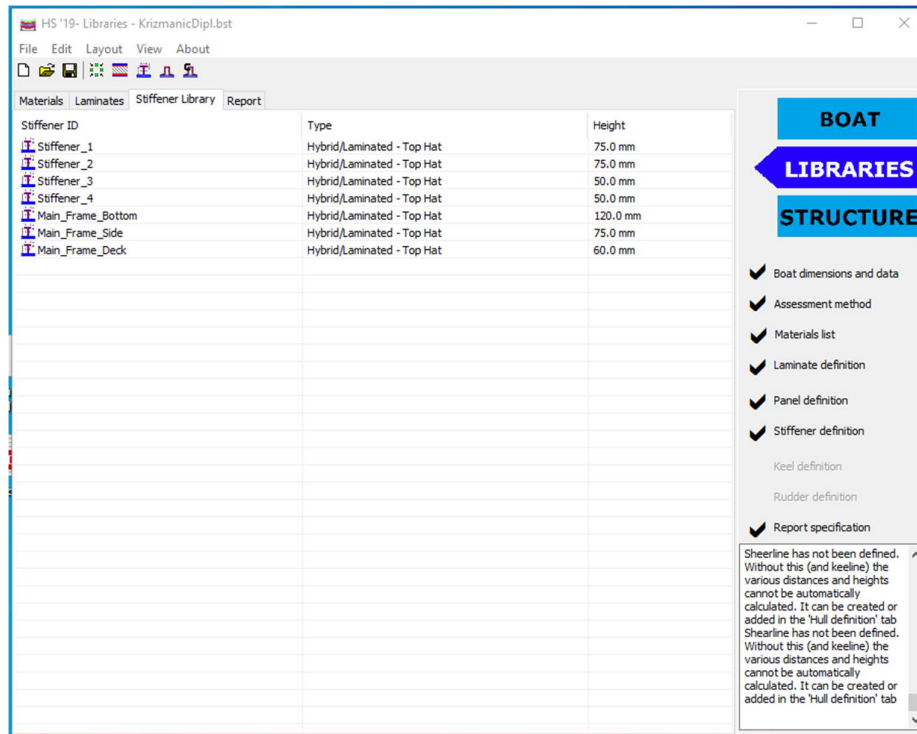 HS '19- Libraries - KrizmanicDipl.bst
File Edit Layout View About
Materials Laminates Stiffener Library Report
Stiffener ID Type Height
Stiffener_1 Hybrid/Laminated - Top Hat 75.0 mm
Stiffener_2 Hybrid/Laminated - Top Hat 75.0 mm
Stiffener_3 Hybrid/Laminated - Top Hat 50.0 mm
Stiffener_4 Hybrid/Laminated - Top Hat 50.0 mm
Main_Frame_Bottom Hybrid/Laminated - Top Hat 120.0 mm
Main_Frame_Side Hybrid/Laminated - Top Hat 75.0 mm
Main_Frame_Deck Hybrid/Laminated - Top Hat 60.0 mm
BOAT
LIBRARIES
STRUCTURE
Boat dimensions and data
Assessment method
Materials list
Laminate definition
Panel definition
Stiffener definition
Keel definition
Rudder definition
Report specification
Sheerline has not been defined.
Without this (and keeline) the
various distances and heights
cannot be automatically
calculated. It can be created or
added in the 'Hull definition' tab
Shearline has not been defined.
Without this (and keeline) the
various distances and heights
cannot be automatically
calculated. It can be created or
added in the 'Hull definition' tab